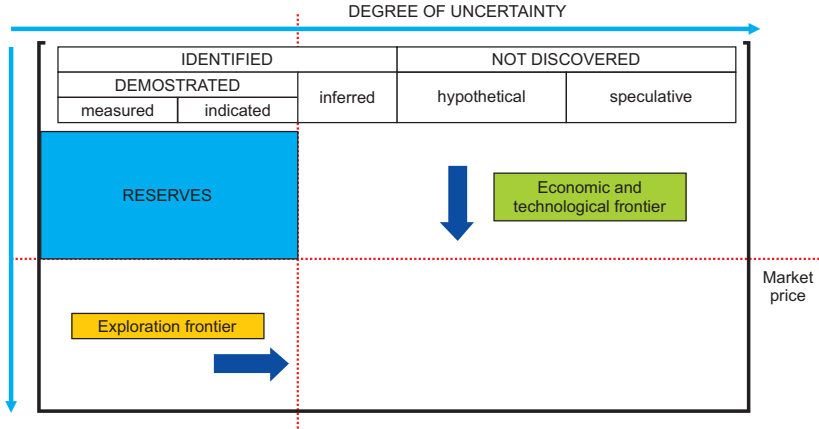 DEGREE OF UNCERTAINTY
IDENTIFIED
NOT DISCOVERED
DEMOSTRATED
inferred
hypothetical
speculative
measured
indicated
RESERVES
Economic and
technological frontier
Market
price
Exploration frontier